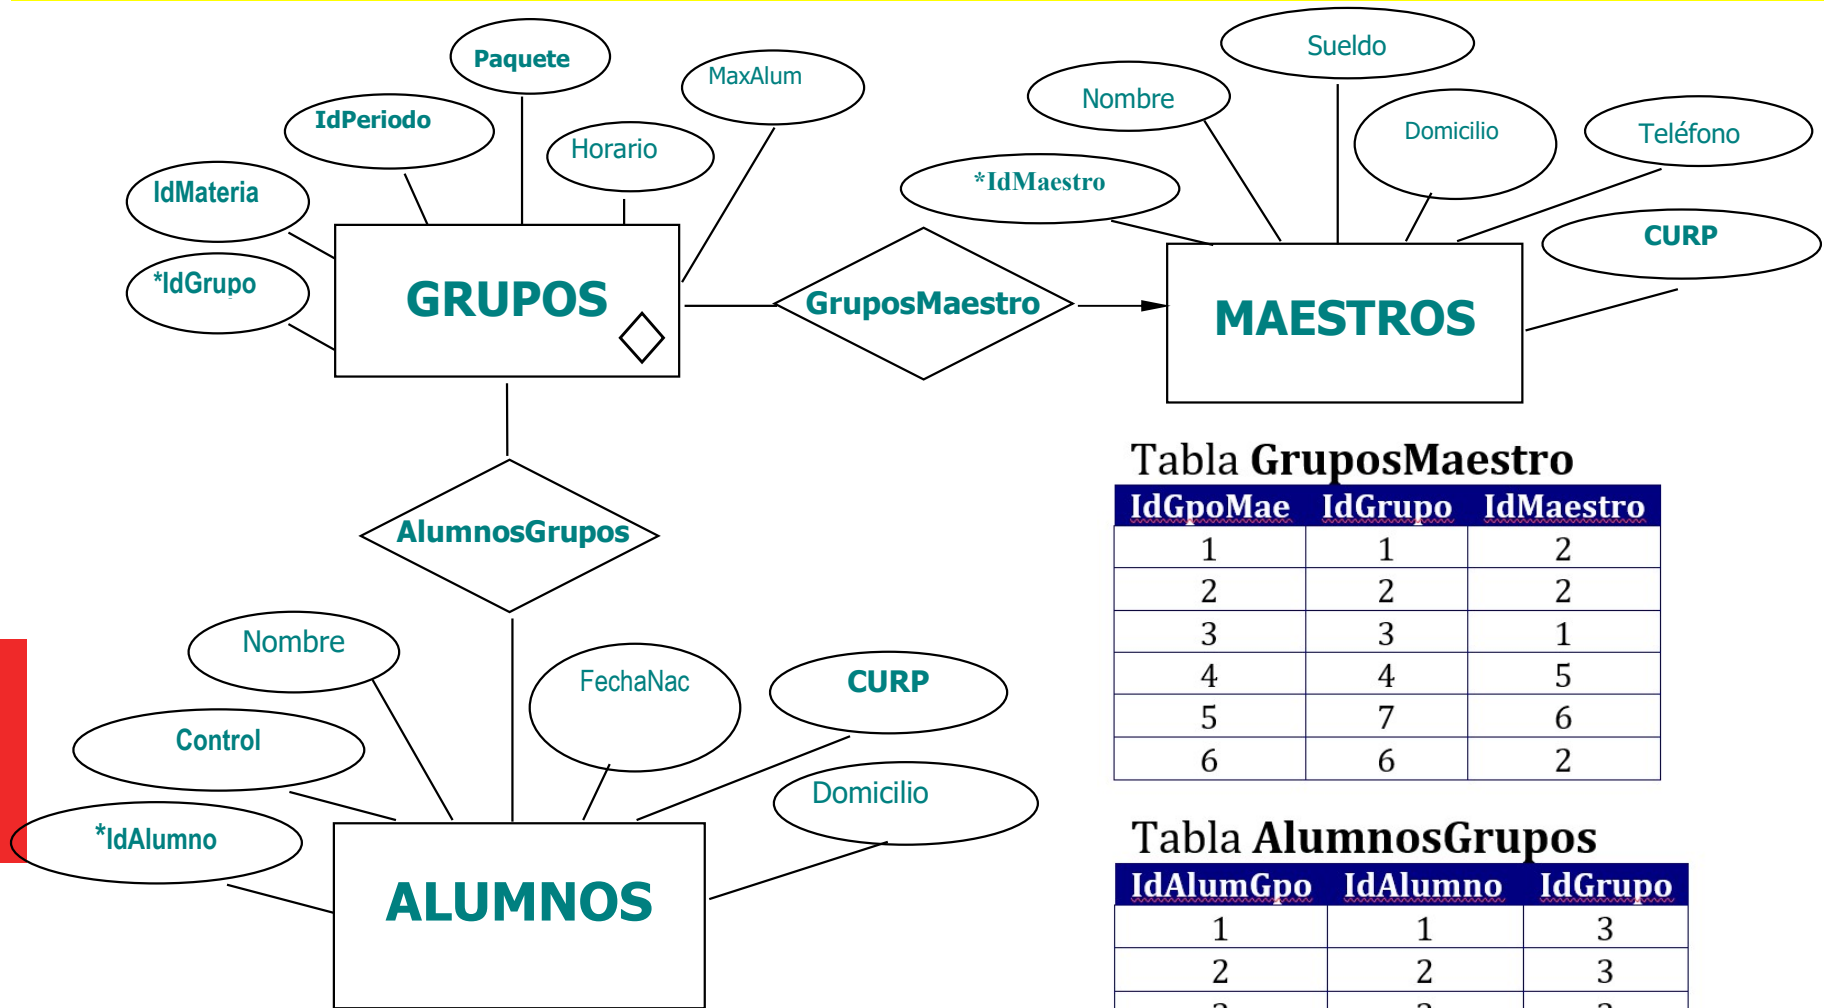 Paquete
MaxAlum
IdPeriodo
Horario
IdMateria
*IdGrupo
GRUPOS
GruposMaestro
Sueldo
Nombre
Domicilio
Teléfono
*IdMaestro
CURP
MAESTROS
AlumnosGrupos
Nombre
FechaNac
CURP
Control
Domicilio
*IdAlumno
ALUMNOS
Tabla GruposMaestro
IdGpoMae IdGrupo IdMaestro
1 1 2
2 2 2
3 3 1
4 4 5
5 7 6
6 6 2
Tabla AlumnosGrupos
IdAlumGpo IdAlumno IdGrupo
1 1 3
2 2 3